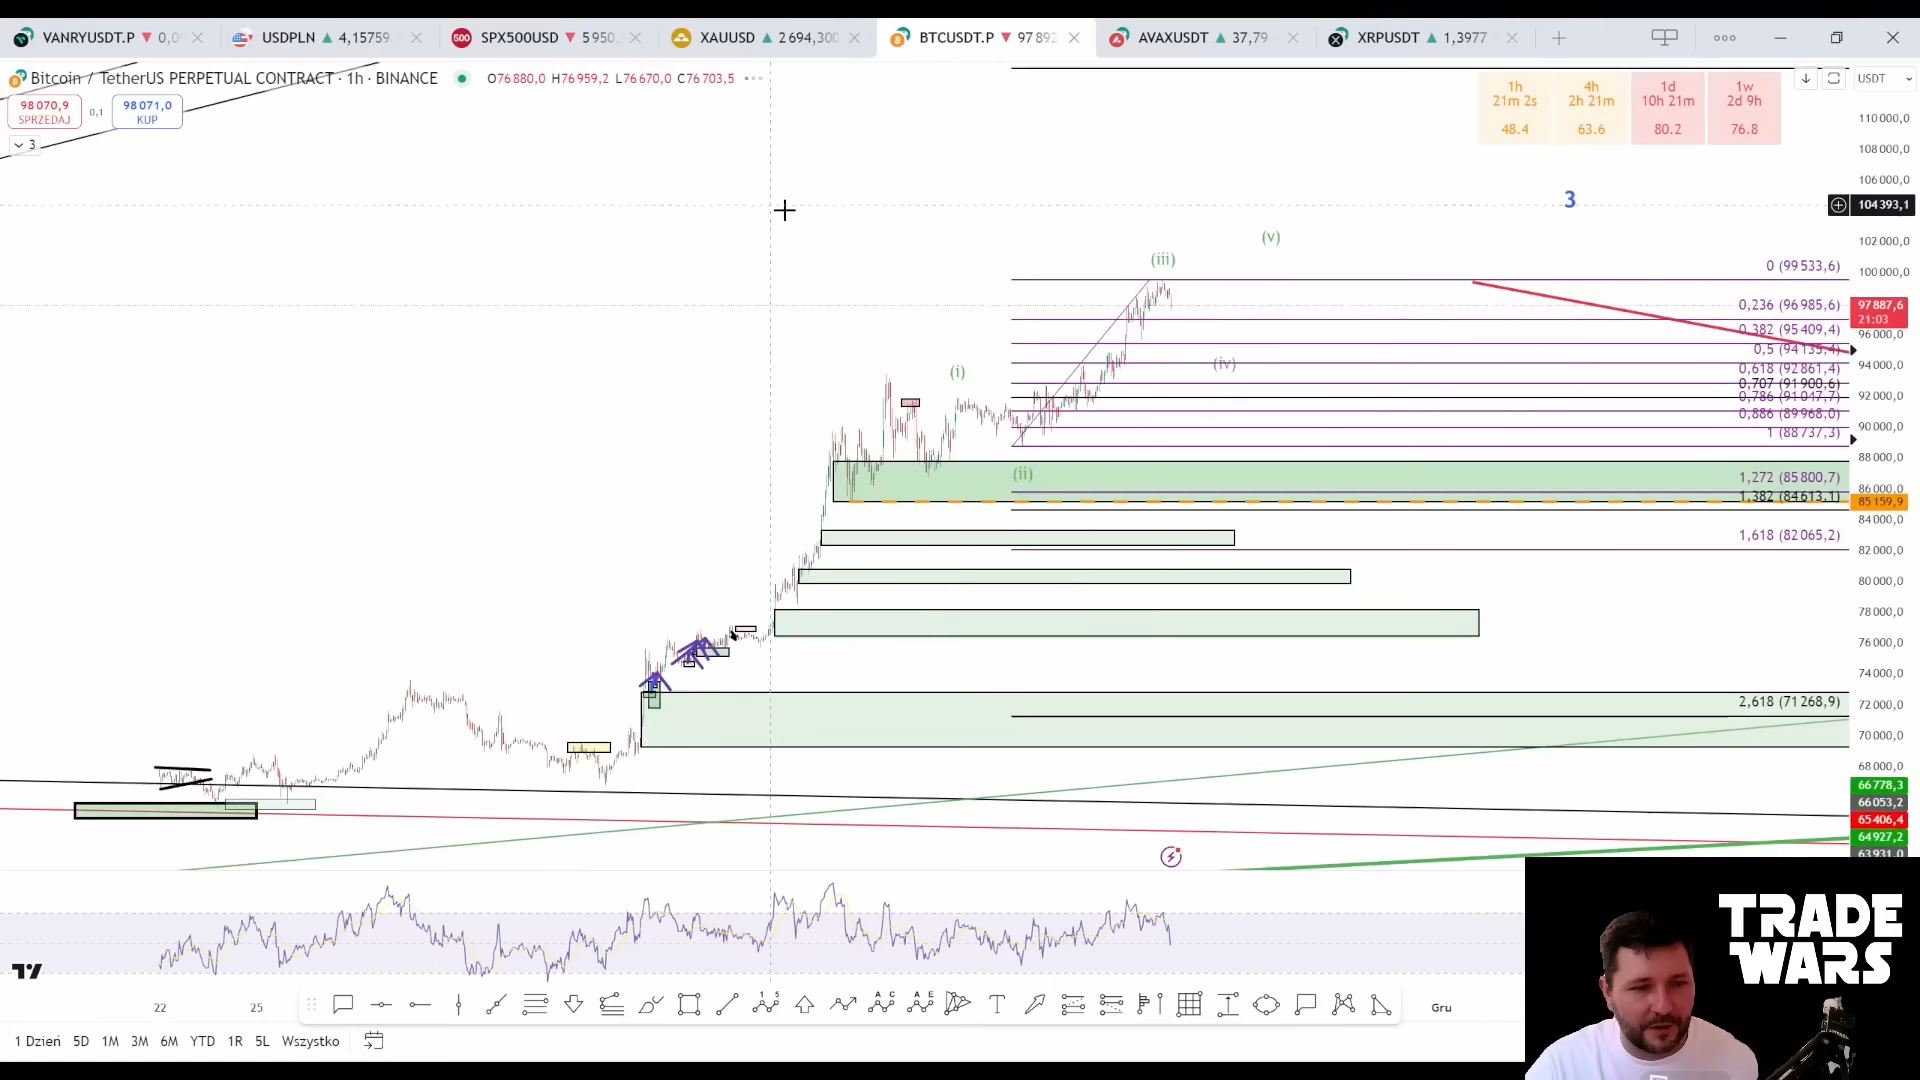 VANRYUSDT.P ▼ 0,0
USDPLN ▲ 4,15759
500 SPX500USD ▼ 5950,
XAUUSD ▲ 2 694,300
BTCUSDT.P ▼ 97 892
AVAXUSDT ▲ 37,79
XRPUSDT ▲ 1,3977
Bitcoin / TetherUS PERPETUAL CONTRACT · 1h · BINANCE
O76 880,0 H76 959,2 L76 670,0 C76 703,5
USDT
98 070,9
SPRZEDAJ
0,1
98 071,0
KUP
3
1h
21m 2s
48.4
4h
2h 21m
63.6
1d
10h 21m
80.2
1w
2d 9h
76.8
110 000,0
108 000,0
106 000,0
104 393,1
102 000,0
100 000,0
97 887,6
21:03
96 000,0
94 000,0
92 000,0
90 000,0
88 000,0
86 000,0
85 159,9
84 000,0
82 000,0
80 000,0
78 000,0
76 000,0
74 000,0
72 000,0
70 000,0
68 000,0
66 778,3
66 053,2
65 406,4
64 927,2
63 931,0
3
(v)
(iii)
(iv)
(i)
(ii)
0 (99 533,6)
0,236 (96 985,6)
0,382 (95 409,4)
0,5 (94 135,4)
0,618 (92 861,4)
0,707 (91 900,6)
0,786 (91 047,7)
0,886 (89 968,0)
1 (88 737,3)
1,272 (85 800,7)
1,382 (84 613,1)
1,618 (82 065,2)
2,618 (71 268,9)
22
25
Gru
1 Dzień 5D 1M 3M 6M YTD 1R 5L Wszystko
TRADE
WARS